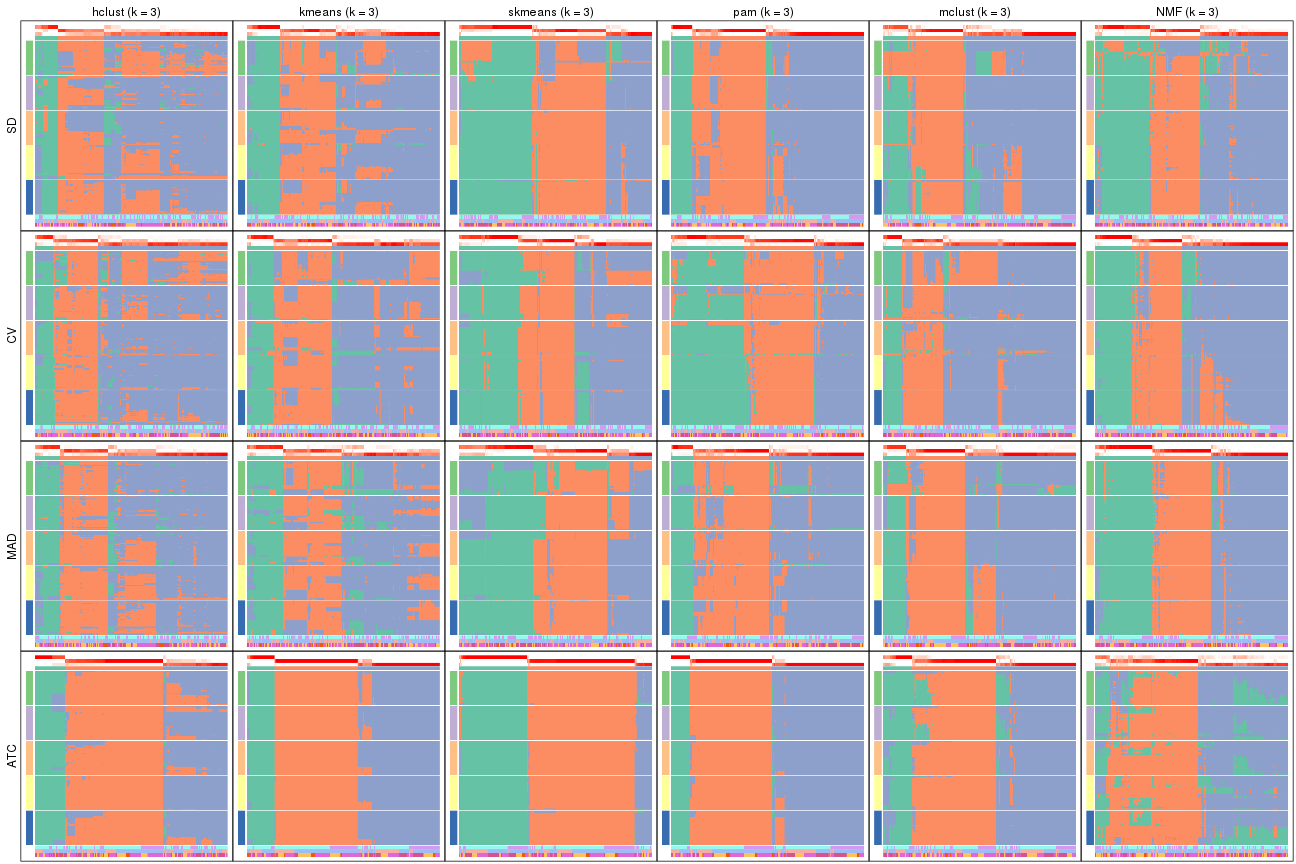 hclust (k = 3)
kmeans (k = 3)
skmeans (k = 3)
pam (k = 3)
mclust (k = 3)
NMF (k = 3)
SD
CV
MAD
ATC